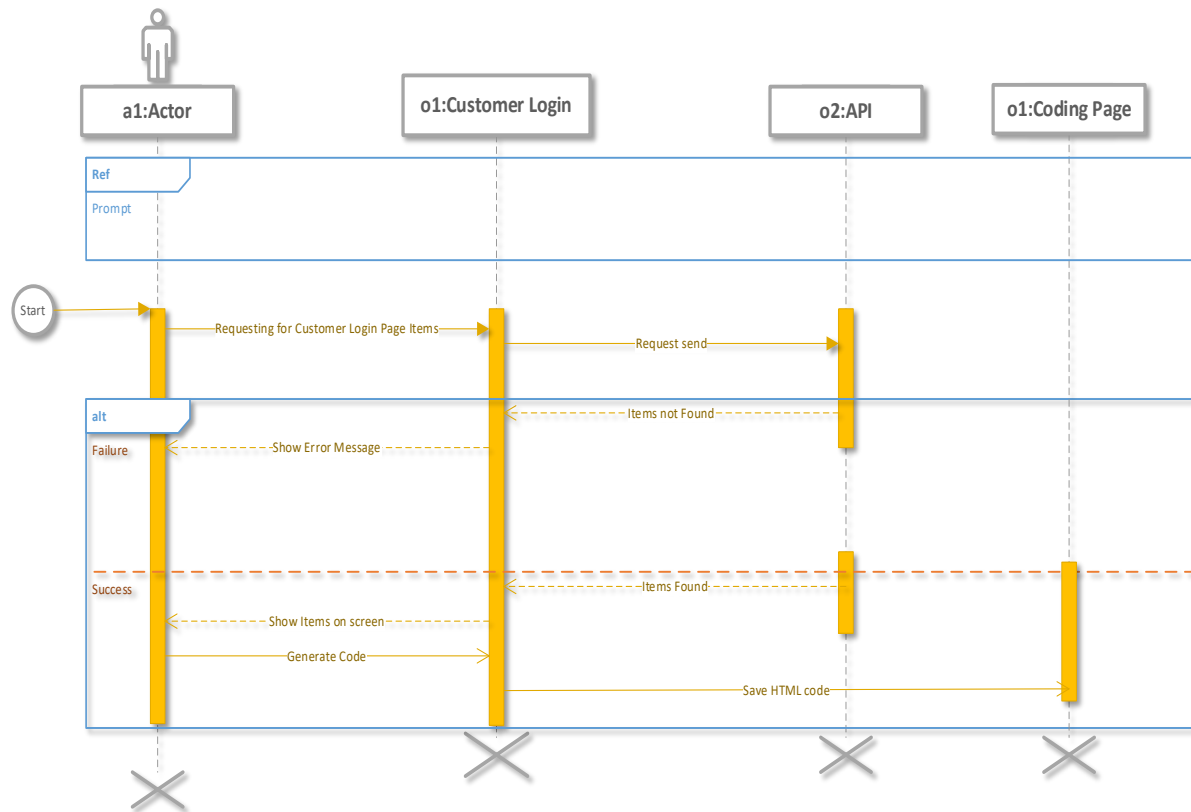 a1:Actor
o1:Customer Login
o2:API
o1:Coding Page
Ref
Prompt
Start
Requesting for Customer Login Page Items
Request send
alt
Items not Found
Failure
Show Error Message
Success
Items Found
Show Items on screen
Generate Code
Save HTML code